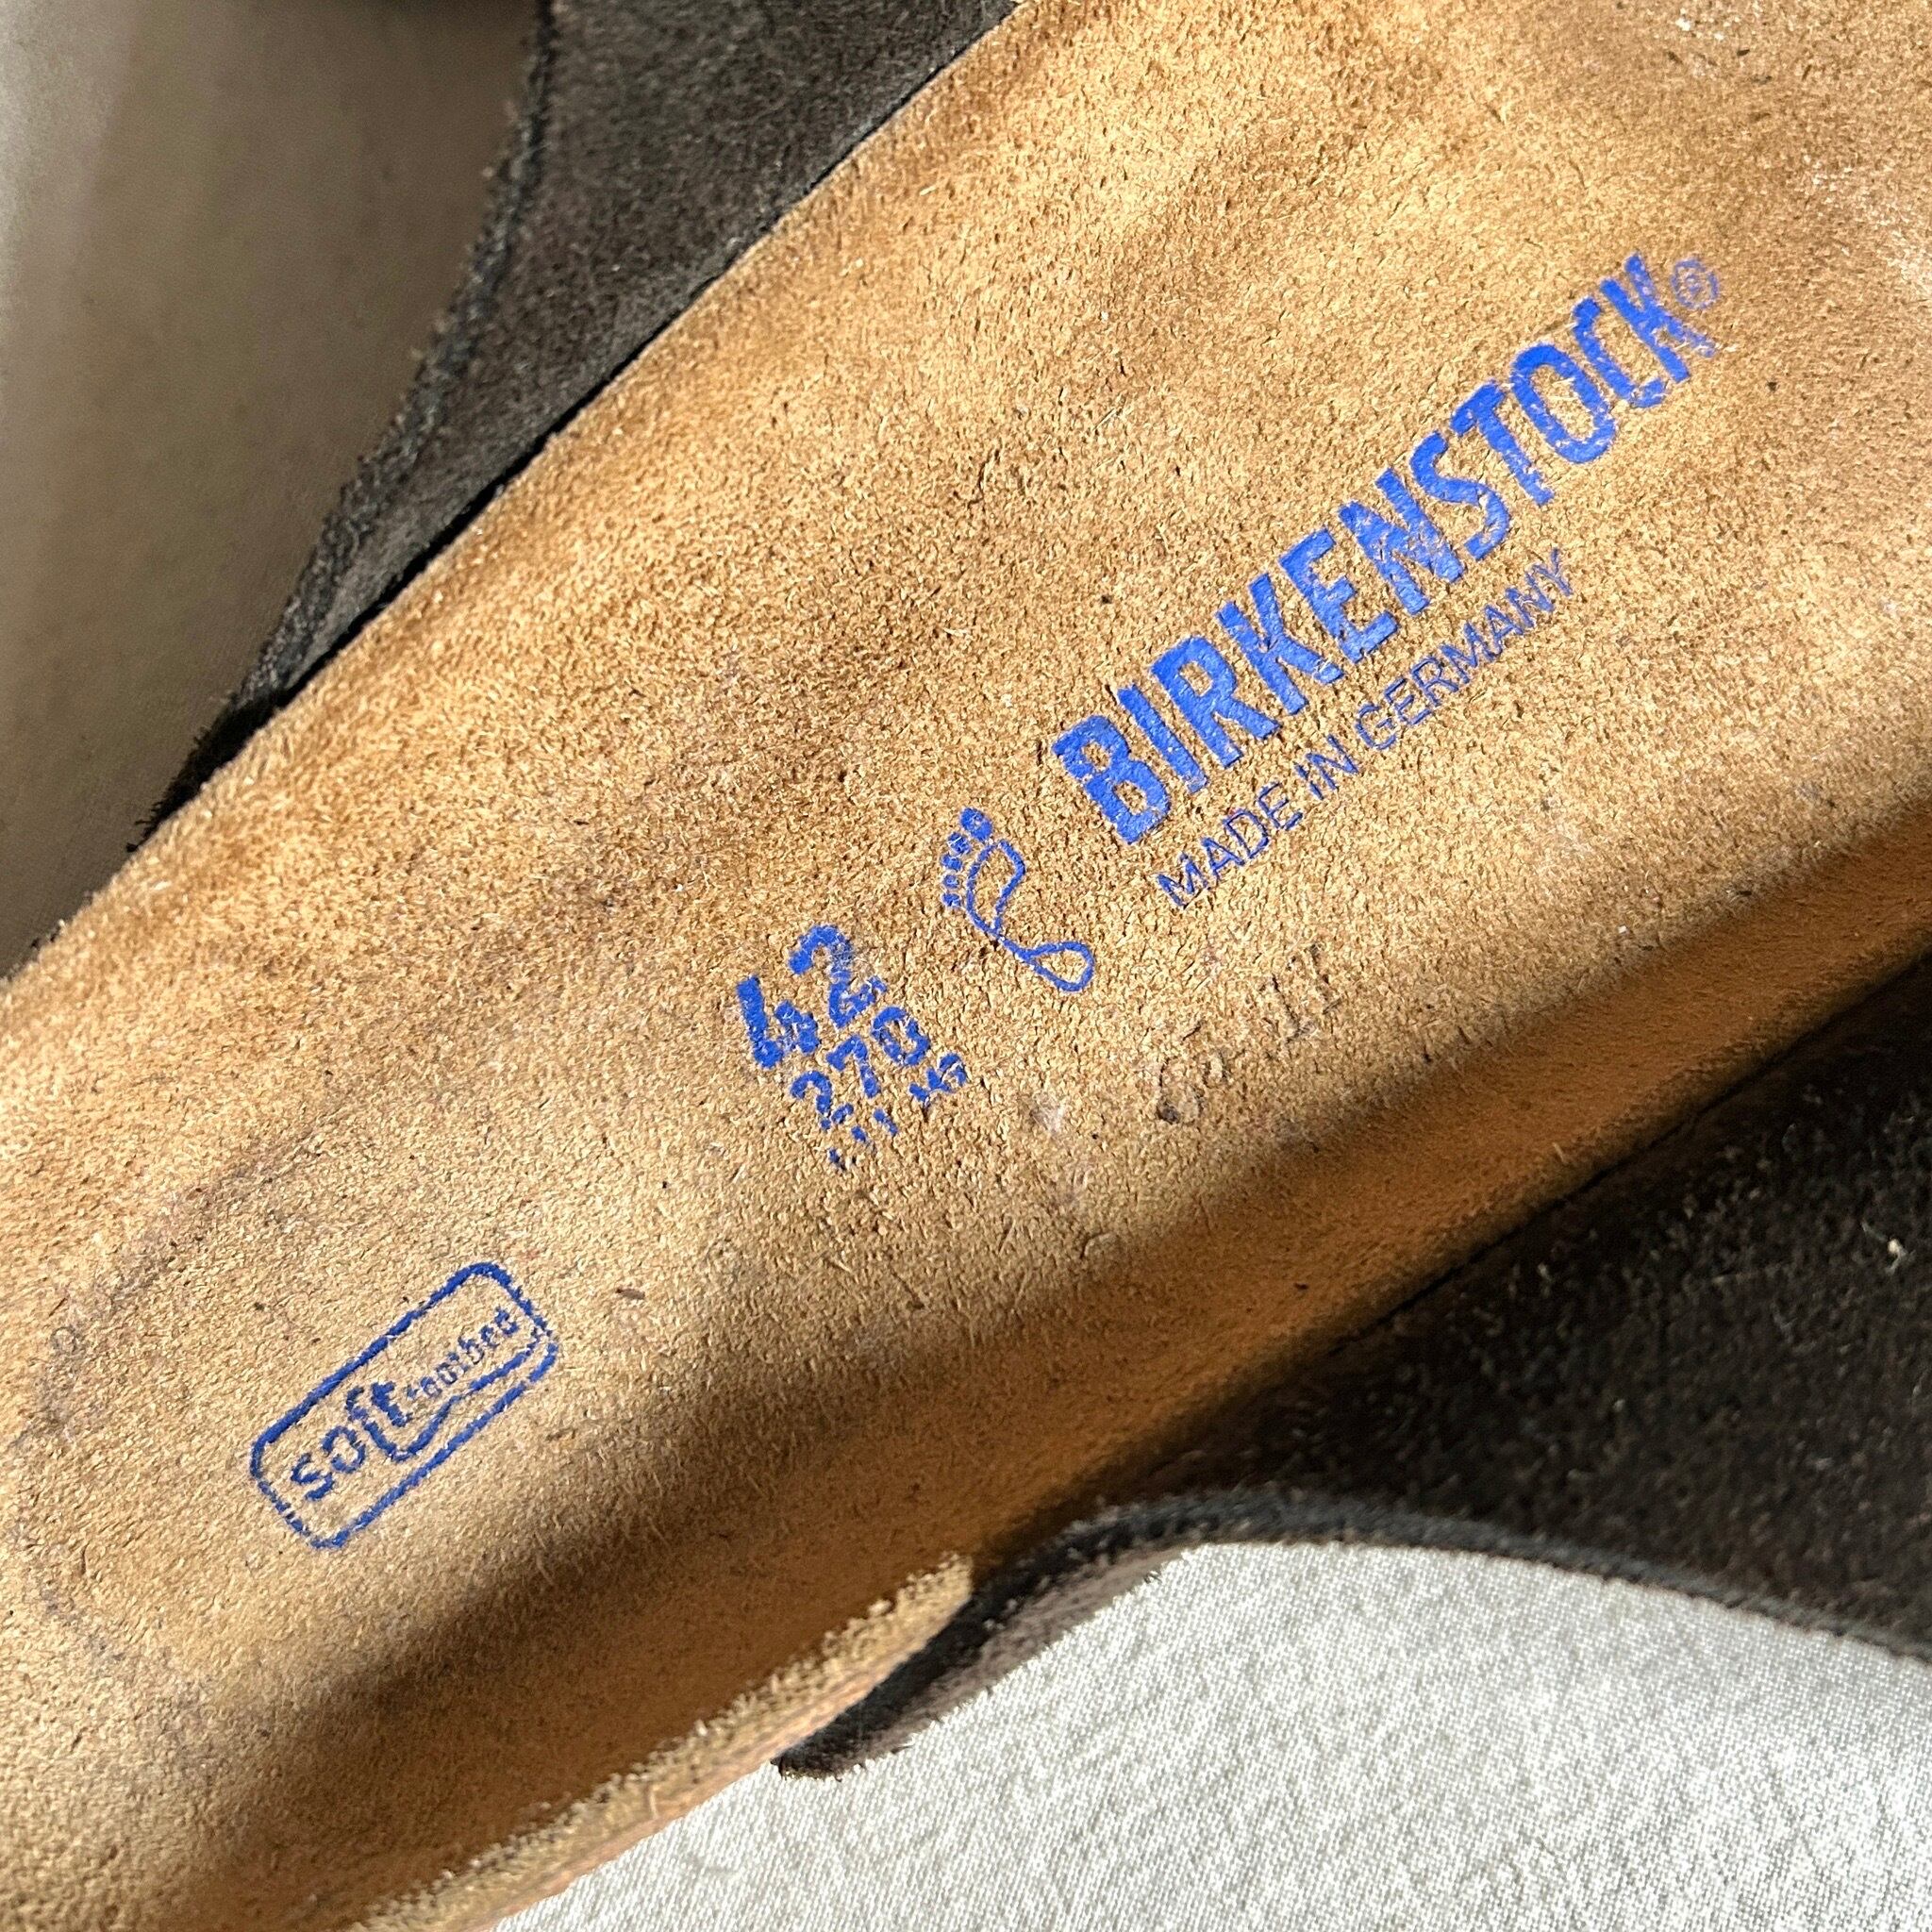 BIRKENSTOCK®
MADE IN GERMANY
42
270
soft footbed